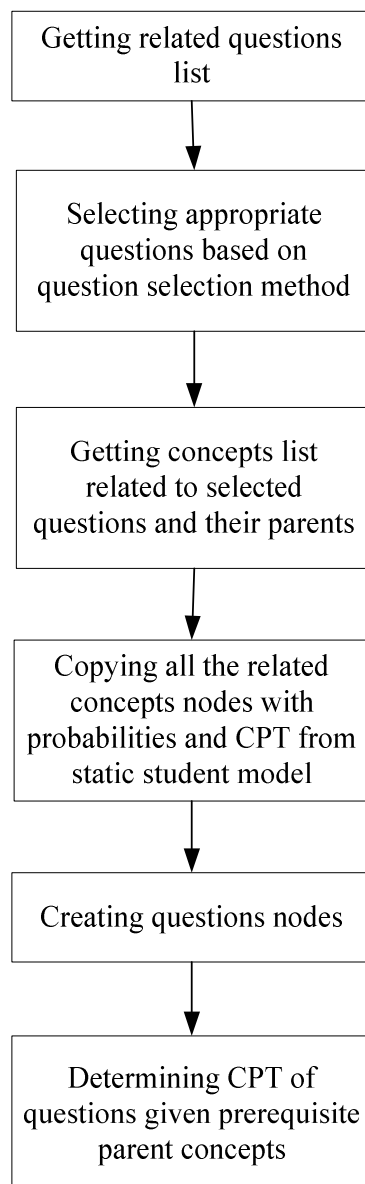 Getting related questions
list
Selecting appropriate
questions based on
question selection method
Getting concepts list
related to selected
questions and their parents
Copying all the related
concepts nodes with
probabilities and CPT from
static student model
Creating questions nodes
Determining CPT of
questions given prerequisite
parent concepts